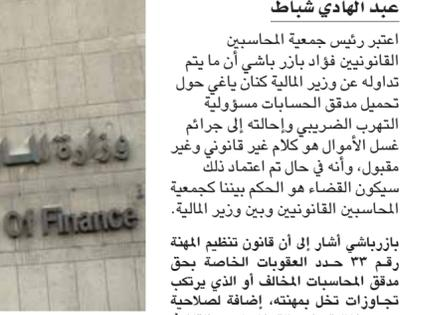 عبد الهادي شباط
اعتبر رئيس جمعية المحاسبين
القانونيين فؤاد بازر باشي أن ما يتم
تداوله عن وزير المالية كنان ياغي حول
تحميل مدقق الحسابات مسؤولية
التهرب الضريبي وإحالته إلى جرائم
غسل الأموال هو كلام غير قانوني وغير
مقبول، وأنه في حال تم اعتماد ذلك
سيكون القضاء هو الحكم بيننا كجمعية
المحاسبين القانونيين وبين وزير المالية.
بازرباشي أشار إلى أن قانون تنظيم المهنة
رقم ٣٣ حدد العقوبات الخاصة بحق
مدقق المحاسبات المخالف أو الذي يرتكب
تجاوزات تخل بمهنته، إضافة لصلاحية
وزارة
Of Finance